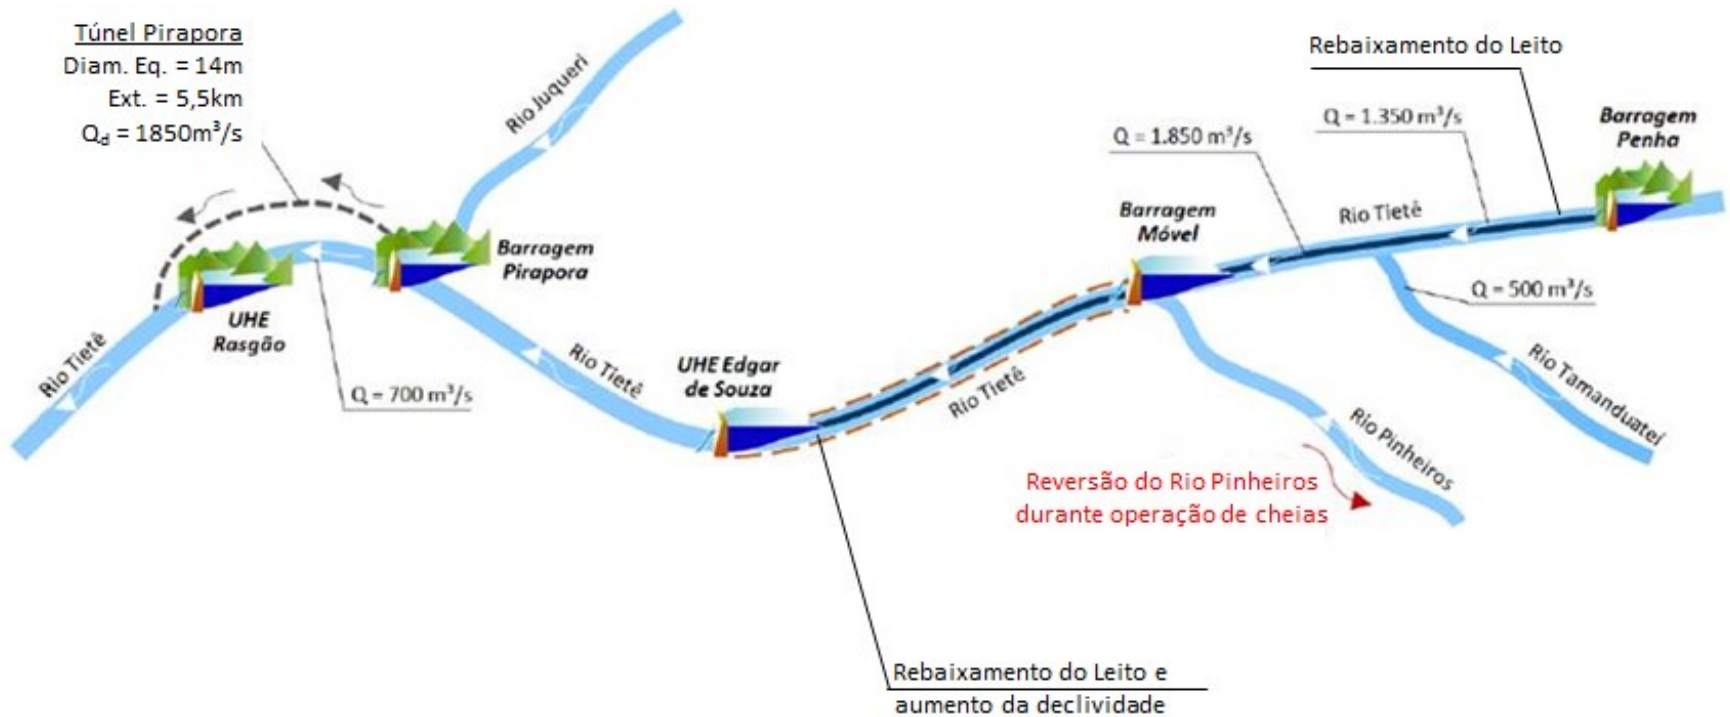 Túnel Pirapora
Diam. Eq. = 14m
Ext. = 5,5km
Qd = 1850m³/s
Rio Juqueri
Rebaixamento do Leito
Q = 1.850 m³/s
Q = 1.350 m³/s
Barragem
Penha
Barragem
Móvel
Rio Tietê
Barragem
Pirapora
UHE
Rasgão
Rio Tietê
Q = 700 m³/s
Rio Tietê
UHE Edgar
de Souza
Rio Tietê
Q = 500 m³/s
Rio Tamanduateí
Rio Pinheiros
Reversão do Rio Pinheiros
durante operação de cheias
Rebaixamento do Leito e
aumento da declividade